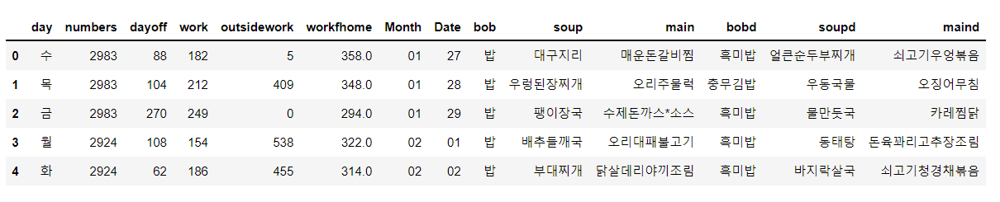 day numbers dayoff work outsidework workfhome Month Date bob soup main bobd soupd maind
0 수 2983 88 182 5 358.0 01 27 밥 대구지리 매운돈갈비찜 흑미밥 얼큰순두부찌개 쇠고기우엉볶음
1 목 2983 104 212 409 348.0 01 28 밥 우렁된장찌개 오리주물럭 충무김밥 우동국물 오징어무침
2 금 2983 270 249 0 294.0 01 29 밥 팽이장국 수제돈까스*소스 흑미밥 물만둣국 카레찜닭
3 월 2924 108 154 538 322.0 02 01 밥 배추들깨국 오리대패불고기 흑미밥 동태탕 돈육꽈리고추장조림
4 화 2924 62 186 455 314.0 02 02 밥 부대찌개 닭살데리야끼조림 흑미밥 바지락살국 쇠고기청경채볶음